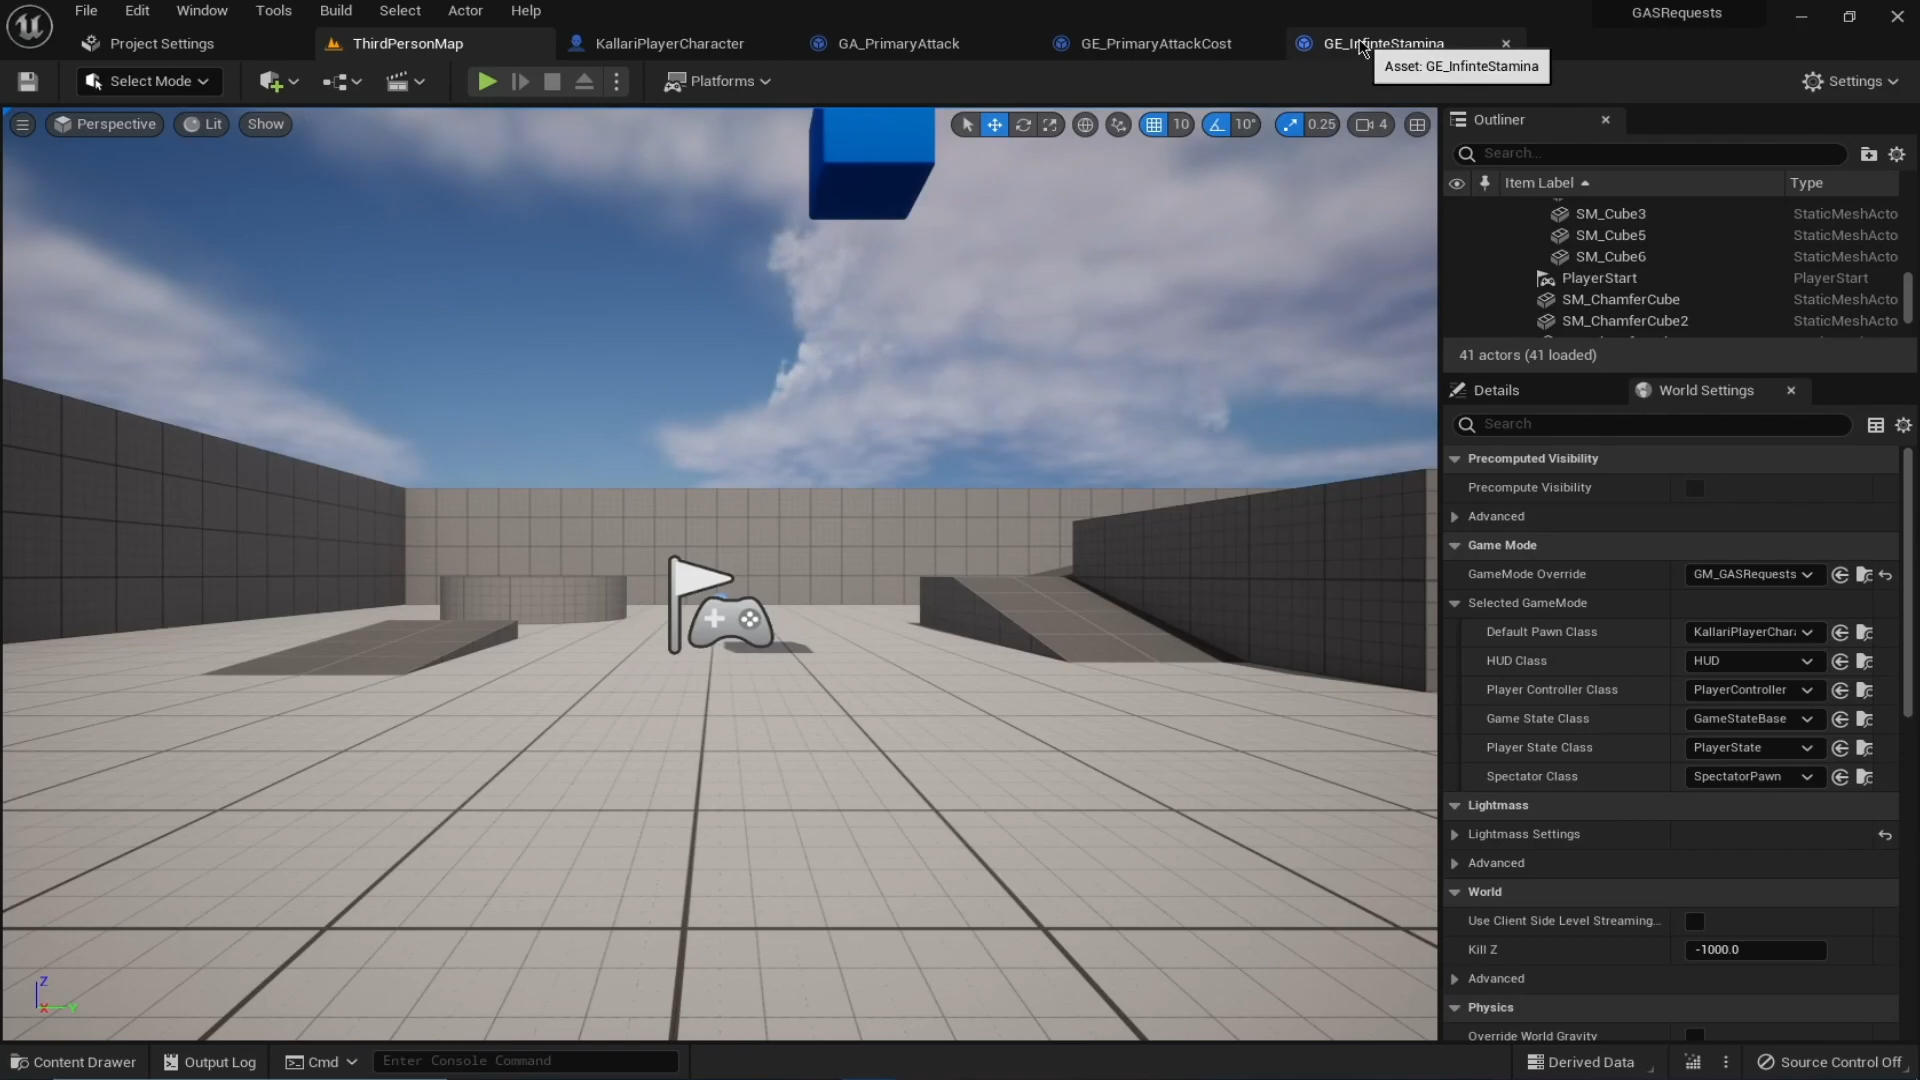 File Edit Window Tools Build Select Actor Help
GASRequests
Project Settings
ThirdPersonMap
KallariPlayerCharacter
GA_PrimaryAttack
GE_PrimaryAttackCost
GE_InfinteStamina
Asset: GE_InfinteStamina
Select Mode
Platforms
Settings
Perspective
Lit
Show
10
10°
0.25
4
Outliner
Search...
Item Label
Type
SM_Cube3 StaticMeshActo
SM_Cube5 StaticMeshActo
SM_Cube6 StaticMeshActo
PlayerStart PlayerStart
SM_ChamferCube StaticMeshActo
SM_ChamferCube2 StaticMeshActo
41 actors (41 loaded)
Details
World Settings
Search
Precomputed Visibility
Precompute Visibility
Advanced
Game Mode
GameMode Override GM_GASRequests
Selected GameMode
Default Pawn Class KallariPlayerChara
HUD Class HUD
Player Controller Class PlayerController
Game State Class GameStateBase
Player State Class PlayerState
Spectator Class SpectatorPawn
Lightmass
Lightmass Settings
Advanced
World
Use Client Side Level Streaming...
Kill Z -1000.0
Advanced
Physics
Override World Gravity
Z
X
Y
Content Drawer
Output Log
Cmd
Enter Console Command
Derived Data
Source Control Off